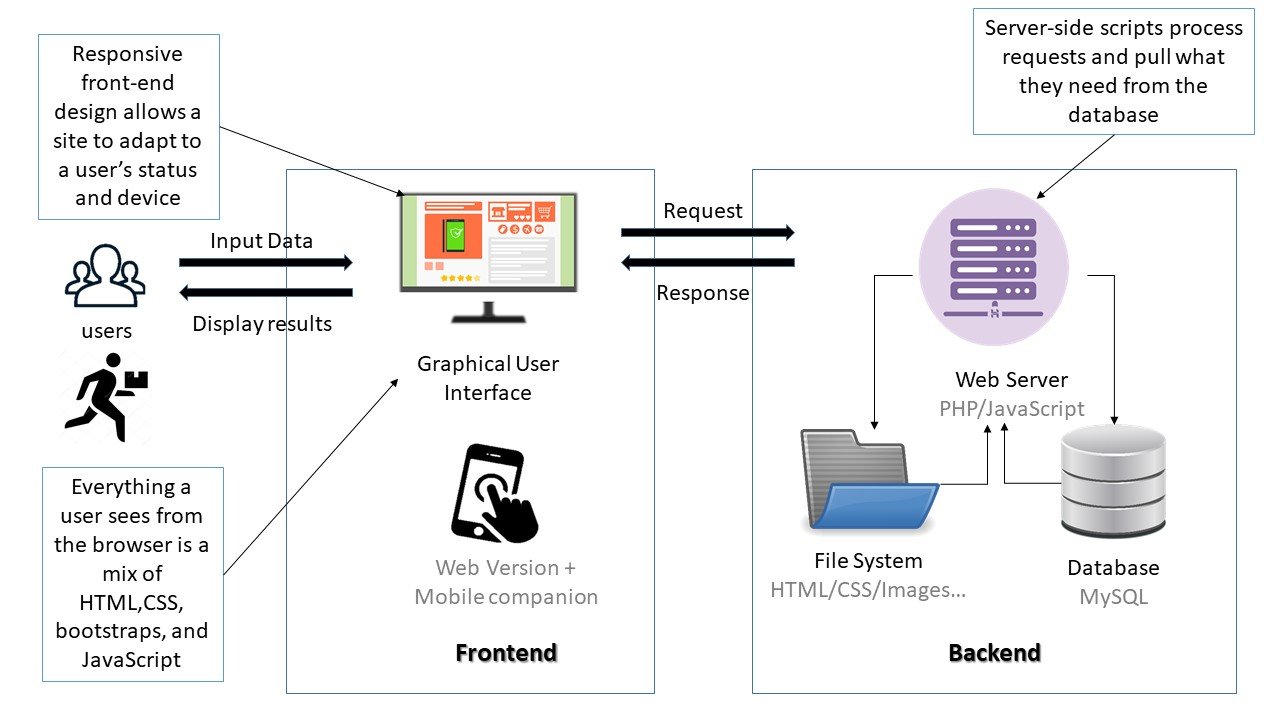 Responsive
front-end
design allows a
site to adapt to
a user’s status
and device
Server-side scripts process
requests and pull what
they need from the
database
Input Data
Display results
users
Everything a
user sees from
the browser is a
mix of
HTML,CSS,
bootstraps, and
JavaScript
Graphical User
Interface
Web Version +
Mobile companion
Frontend
Request
Response
Web Server
PHP/JavaScript
File System
HTML/CSS/Images...
Database
MySQL
Backend